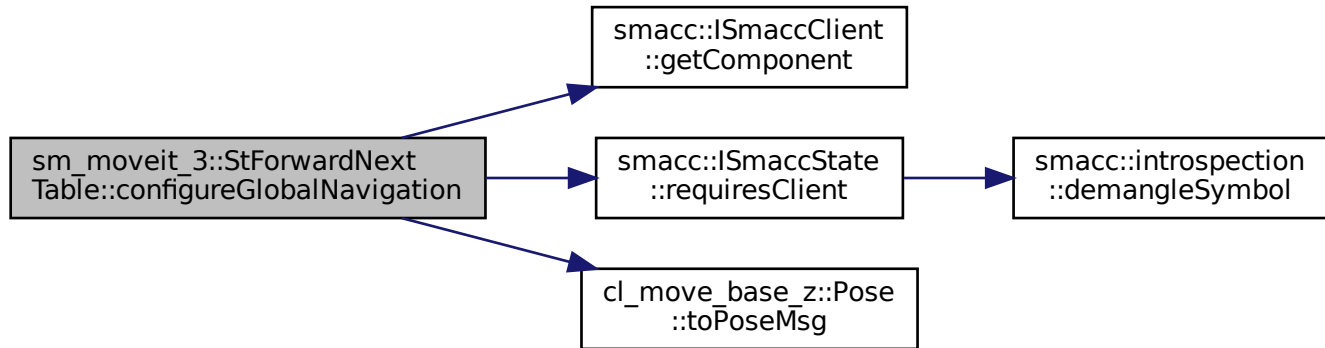 smacc::ISmaccClient
::getComponent
sm_moveit_3::StForwardNext
Table::configureGlobalNavigation
smacc::ISmaccState
::requiresClient
smacc::introspection
::demangleSymbol
cl_move_base_z::Pose
::toPoseMsg